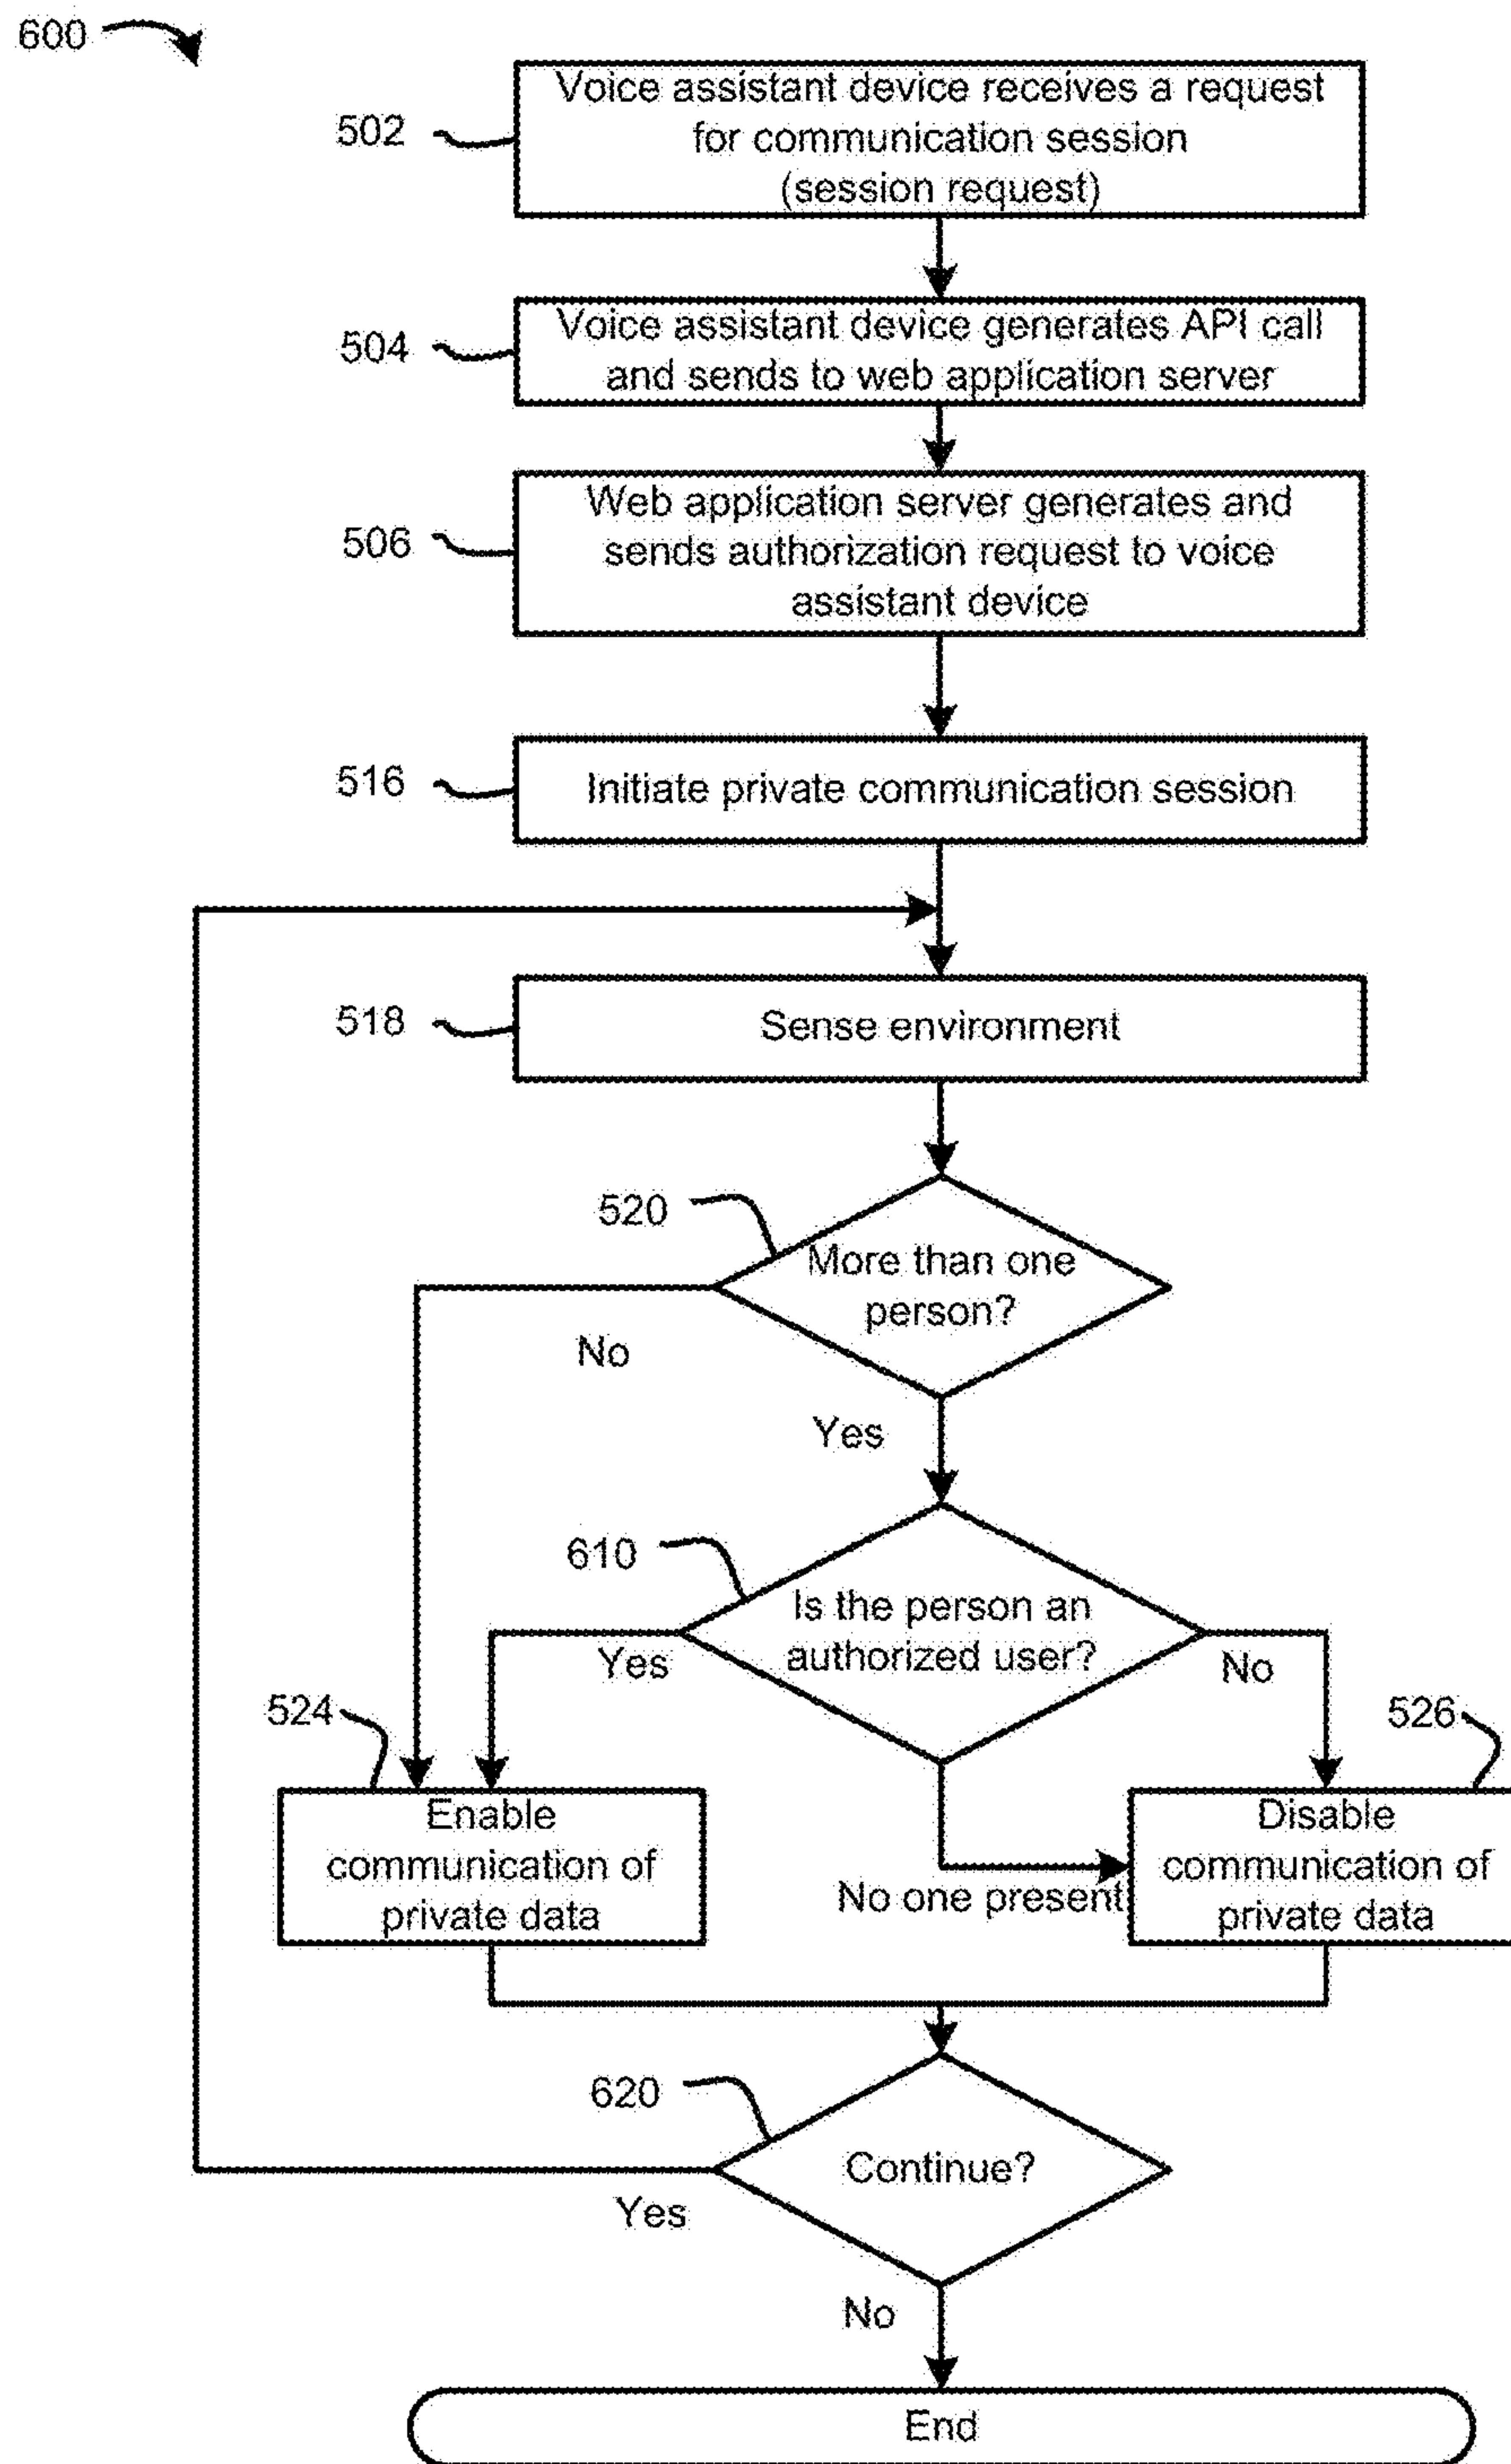 600
502
Voice assistant device receives a request
for communication session
(session request)
504
Voice assistant device generates API call
and sends to web application server
506
Web application server generates and
sends authorization request to voice
assistant device
516
Initiate private communication session
518
Sense environment
520
More than one
person?
No
Yes
610
Is the person an
authorized user?
Yes
No
524
526
Enable
communication of
private data
No one present
Disable
communication of
private data
620
Continue?
Yes
No
End